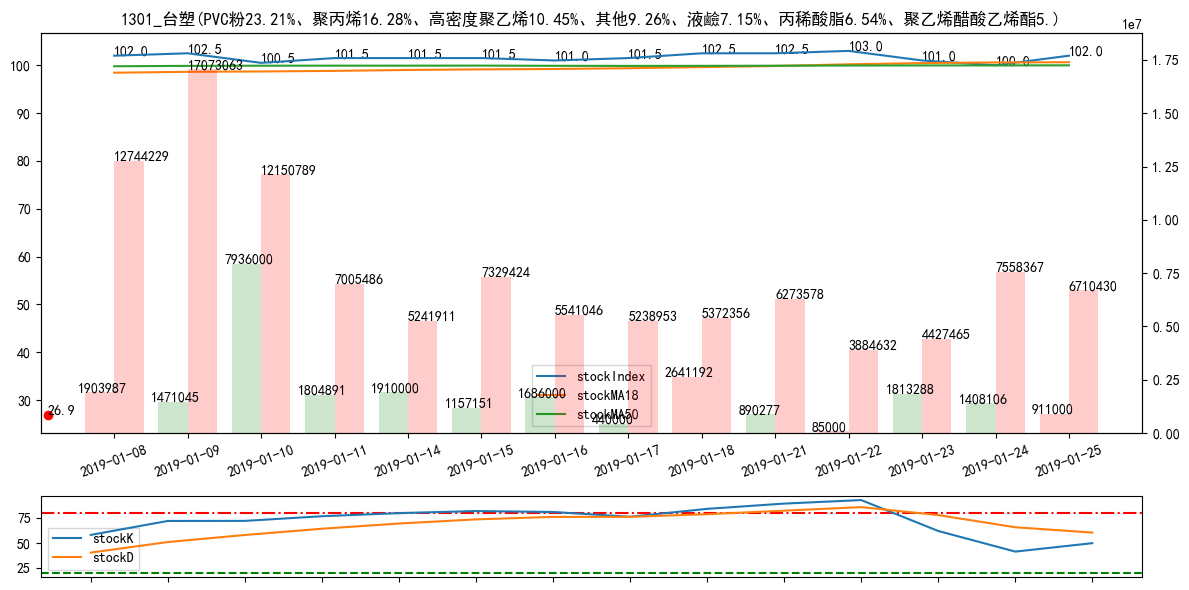 1301_台塑(PVC粉23.21%、聚丙烯16.28%、高密度聚乙烯10.45%、其他9.26%、液鹼7.15%、丙稀酸脂6.54%、聚乙烯醋酸乙烯酯5.)
1e7
102.0 102.5 100.5 101.5 101.5 101.5 101.0 101.5 102.5 102.5 103.0 101.0 100.0 102.0
100 90 80 70 60 50 40 30
1.75 1.50 1.25 1.00 0.75 0.50 0.25 0.00
12744229 17073063 12150789 7005486 5241911 7329424 5541046 5238953 5372356 6273578 3884632 4427465 7558367 6710430
1903987 1471045 7936000 1804891 1910000 1157151 1686000 440000 2641192 890277 85000 1813288 1408106 911000
26.9
stockIndex
stockMA18
stockMA50
2019-01-08 2019-01-09 2019-01-10 2019-01-11 2019-01-14 2019-01-15 2019-01-16 2019-01-17 2019-01-18 2019-01-21 2019-01-22 2019-01-23 2019-01-24 2019-01-25
75 50 25
stockK
stockD